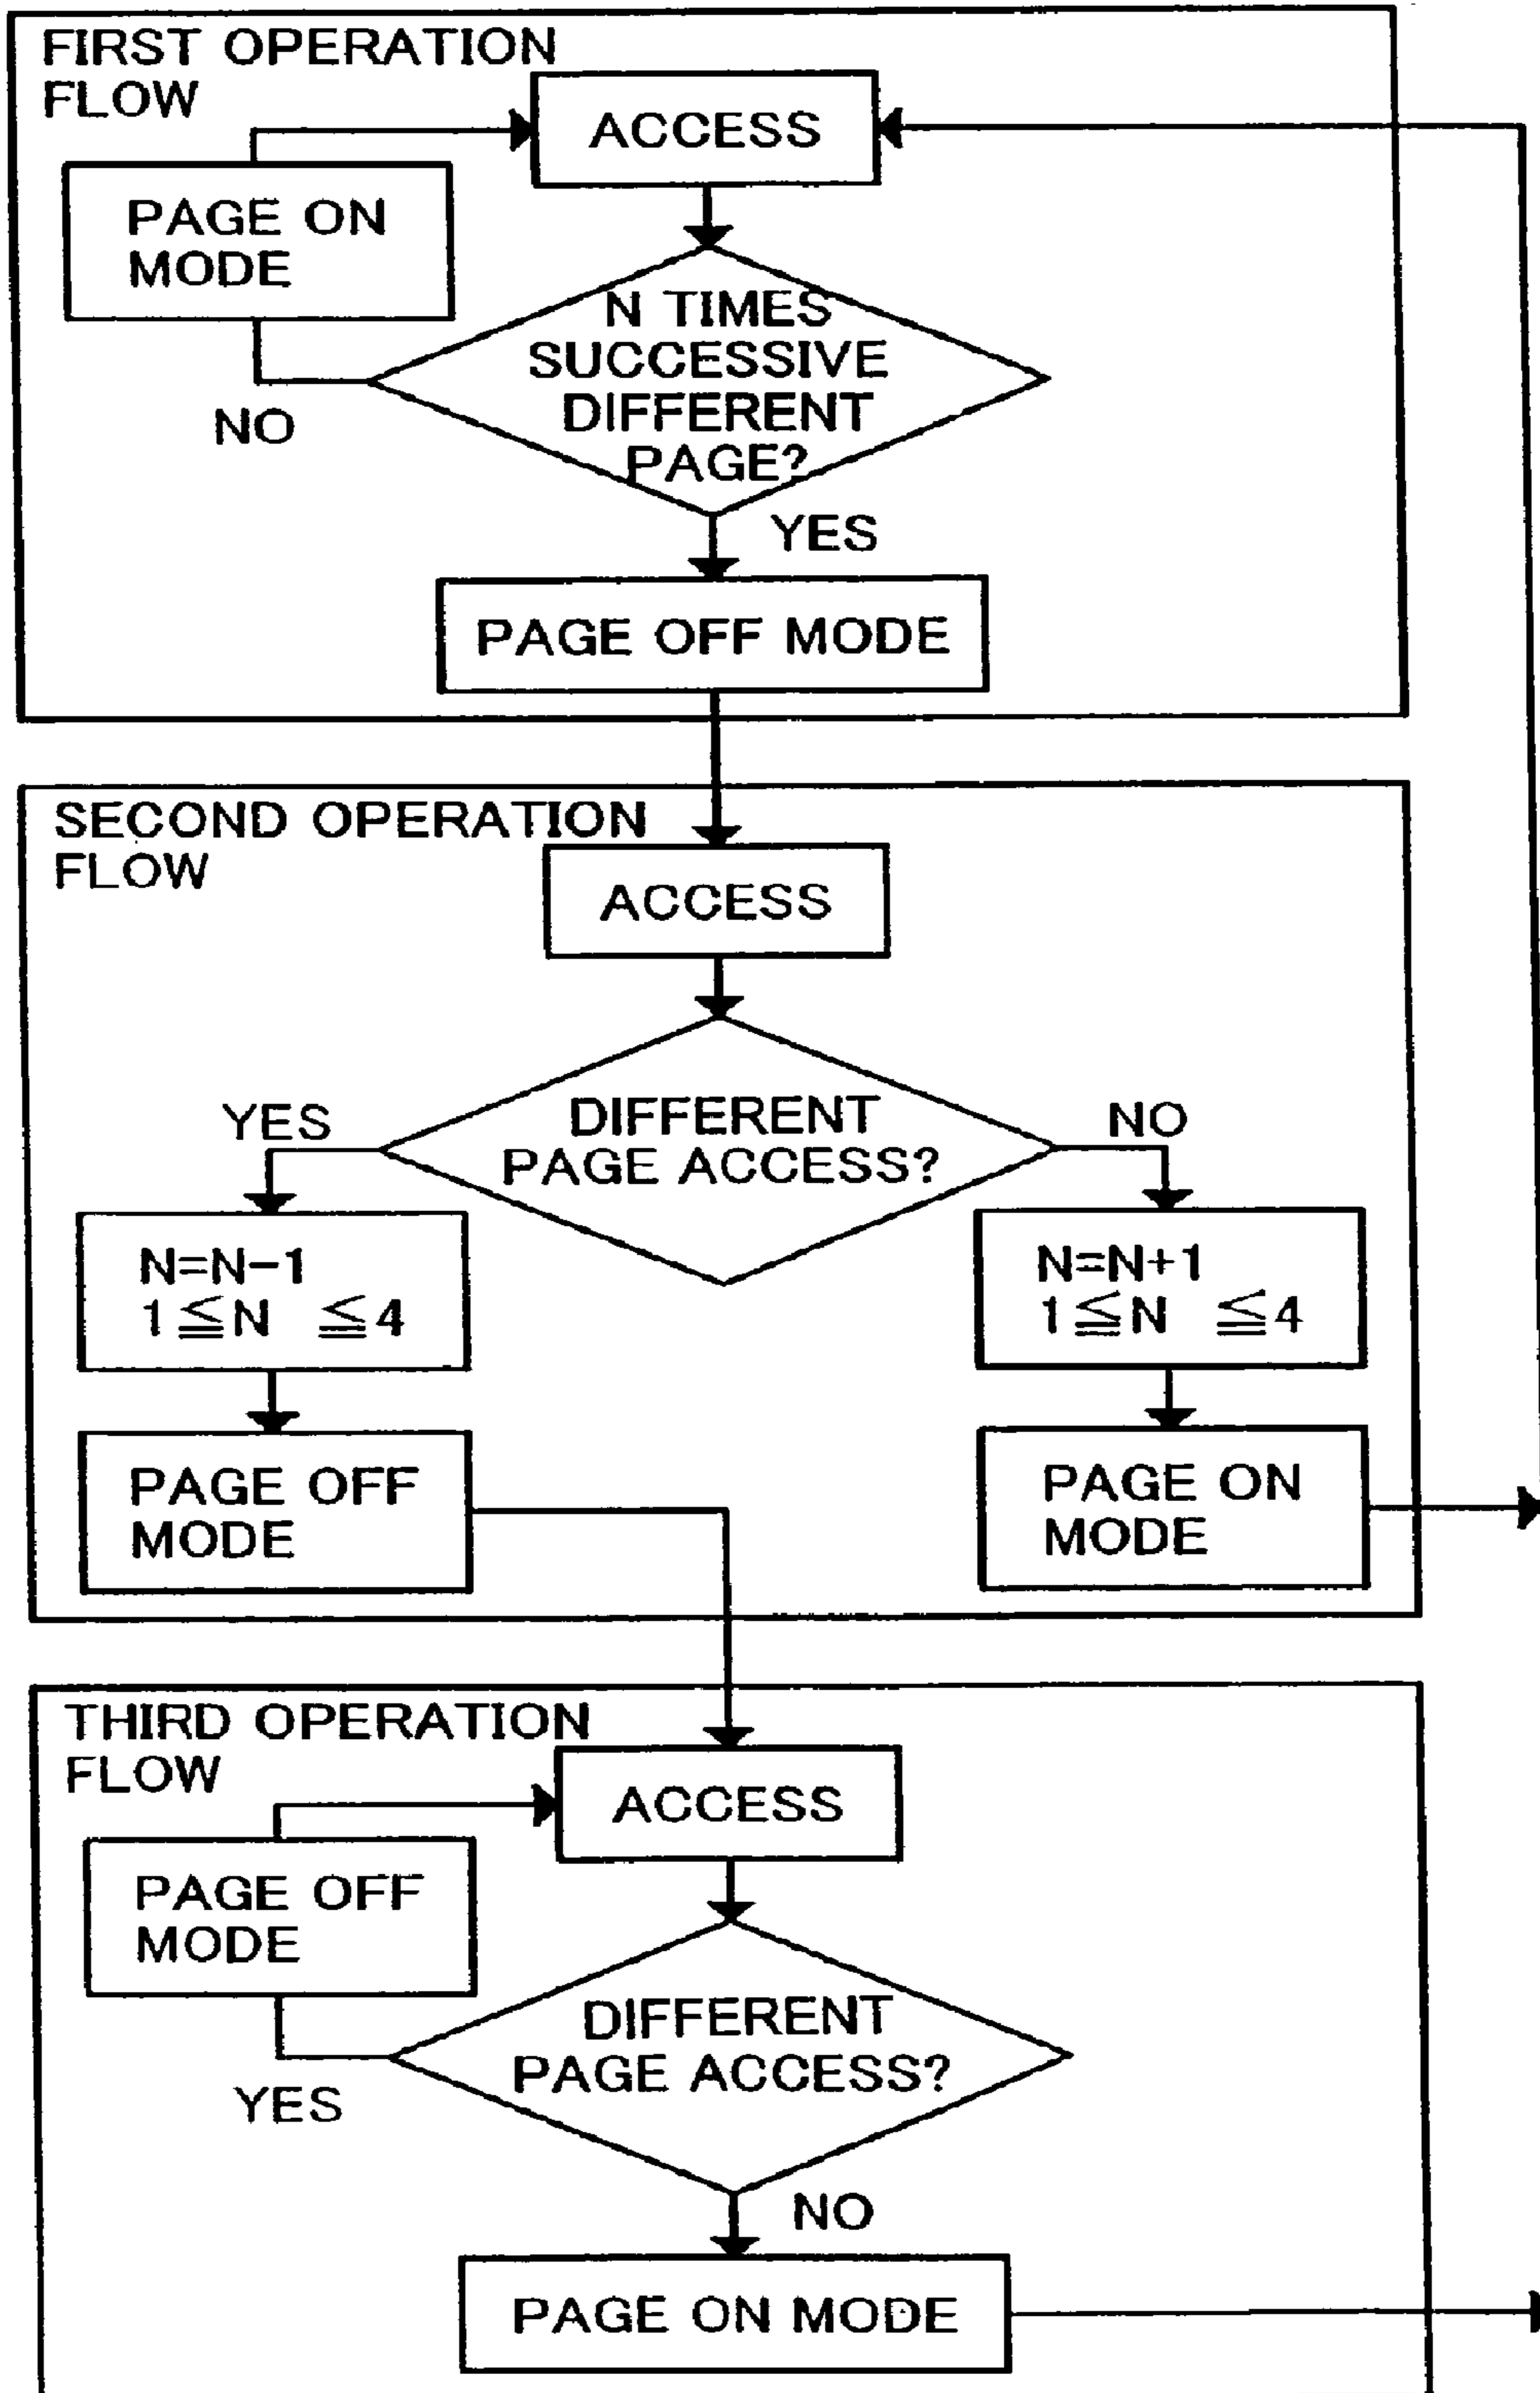 FIRST OPERATION
FLOW
ACCESS
PAGE ON
MODE
N TIMES
SUCCESSIVE
DIFFERENT
PAGE?
NO
YES
PAGE OFF MODE
SECOND OPERATION
FLOW
ACCESS
DIFFERENT
PAGE ACCESS?
YES
NO
N=N−1
1≦N ≦4
N=N+1
1≦N ≦4
PAGE OFF
MODE
PAGE ON
MODE
THIRD OPERATION
FLOW
ACCESS
PAGE OFF
MODE
DIFFERENT
PAGE ACCESS?
YES
NO
PAGE ON MODE